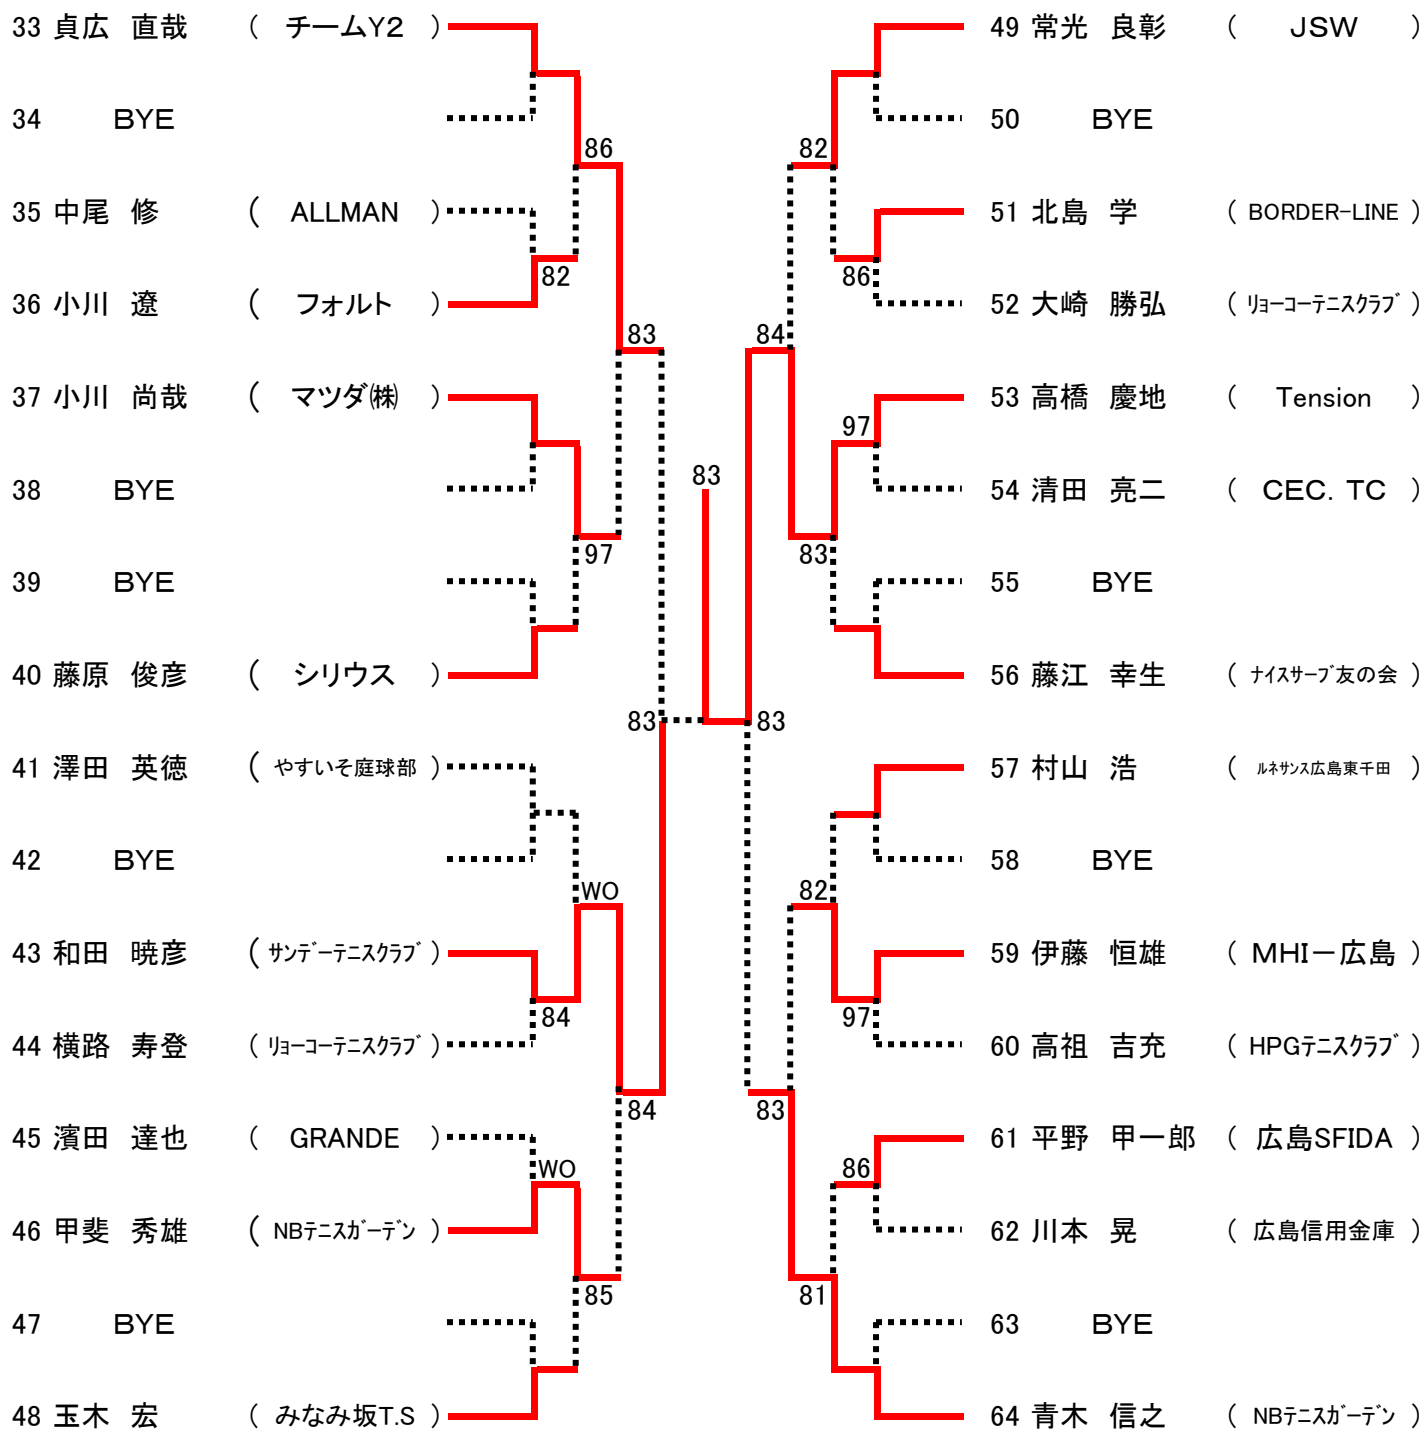 33 貞広 直哉 ( チームY2 )
34 BYE
86
35 中尾 修 ( ALLMAN )
82
36 小川 遼 ( フォルト )
83
37 小川 尚哉 ( マツダ㈱ )
38 BYE
97
39 BYE
40 藤原 俊彦 ( シリウス )
83
41 澤田 英徳 ( やすいそ庭球部 )
42 BYE
WO
43 和田 暁彦 ( サンデーテニスクラブ )
84
44 横路 寿登 ( リョーコーテニスクラブ )
84
45 濱田 達也 ( GRANDE )
WO
46 甲斐 秀雄 ( NBテニスガーデン )
85
47 BYE
48 玉木 宏 ( みなみ坂T.S )
83
49 常光 良彰 ( JSW )
50 BYE
82
51 北島 学 ( BORDER-LINE )
86
52 大崎 勝弘 ( リョーコーテニスクラブ )
84
53 高橋 慶地 ( Tension )
97
54 清田 亮二 ( CEC. TC )
83
55 BYE
56 藤江 幸生 ( ナイスサーブ友の会 )
83
57 村山 浩 ( ルネサンス広島東千田 )
58 BYE
82
59 伊藤 恒雄 ( MHI－広島 )
97
60 高祖 吉充 ( HPGテニスクラブ )
83
61 平野 甲一郎 ( 広島SFIDA )
86
62 川本 晃 ( 広島信用金庫 )
81
63 BYE
64 青木 信之 ( NBテニスガーデン )